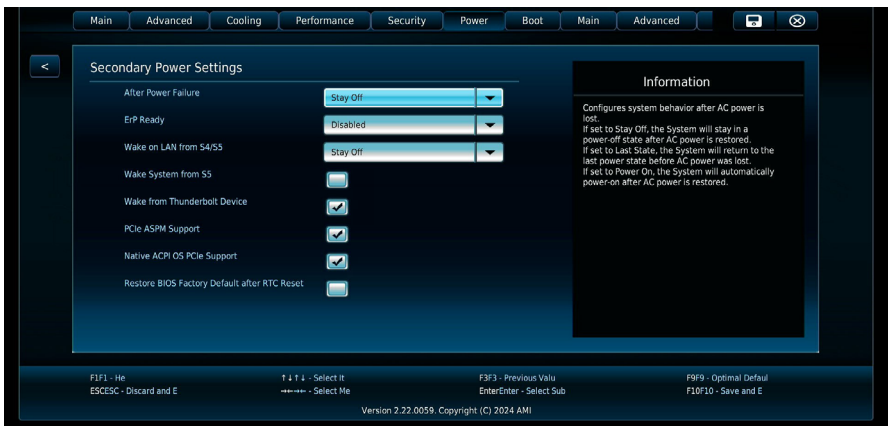 Main Advanced Cooling Performance Security Power Boot Main Advanced
<
Secondary Power Settings
After Power Failure Stay Off
ErP Ready Disabled
Wake on LAN from S4/S5 Stay Off
Wake System from S5
Wake from Thunderbolt Device
PCIe ASPM Support
Native ACPI OS PCIe Support
Restore BIOS Factory Default after RTC Reset
Information
Configures system behavior after AC power is
lost.
If set to Stay Off, the System will stay in a
power-off state after AC power is restored.
If set to Last State, the System will return to the
last power state before AC power was lost.
If set to Power On, the System will automatically
power-on after AC power is restored.
F1F1 - He ↑↓↑↓ - Select It F3F3 - Previous Valu F9F9 - Optimal Defaul
ESCESC - Discard and E →←→← - Select Me EnterEnter - Select Sub F10F10 - Save and E
Version 2.22.0059. Copyright (C) 2024 AMI